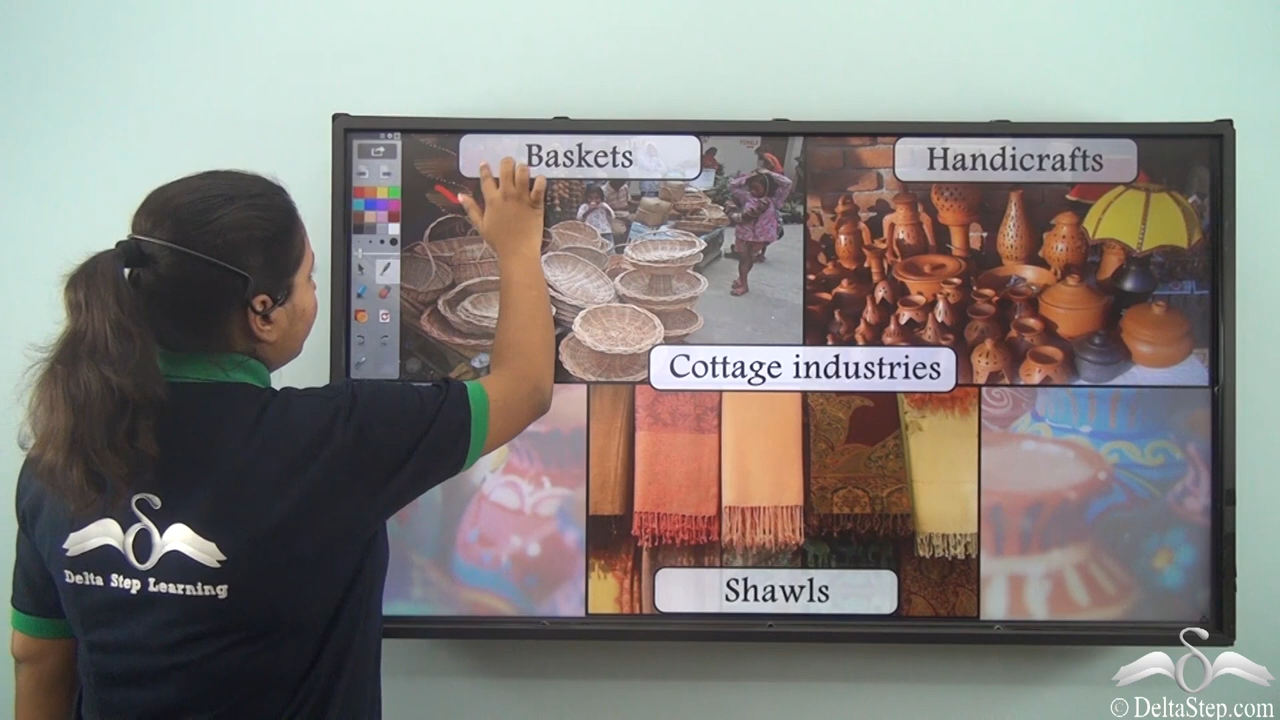 Baskets
Handicrafts
Cottage industries
Shawls
Delta Step Learning
© DeltaStep.com